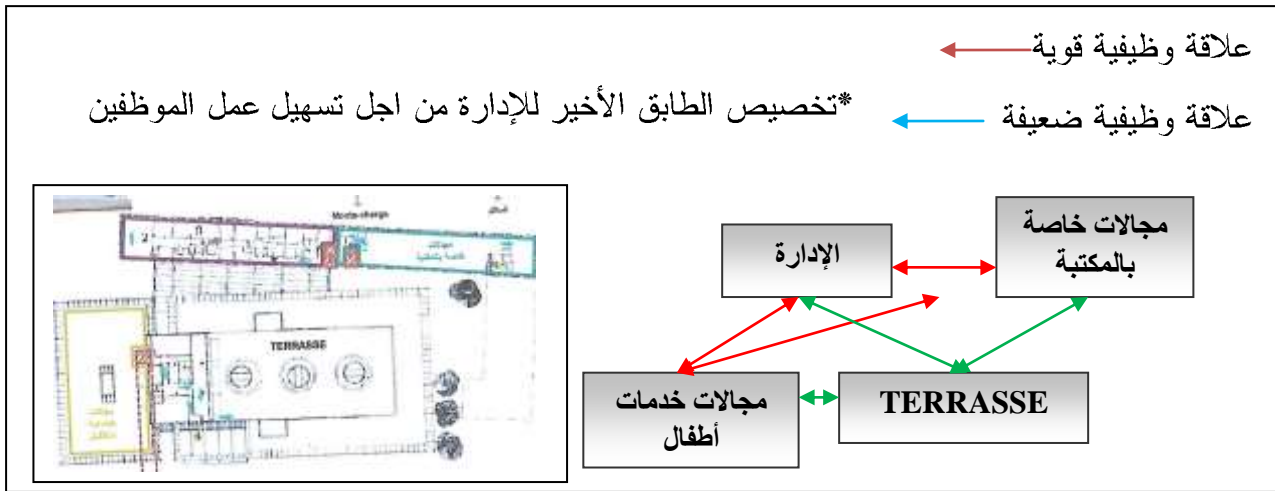 علاقة وظيفية قوية
علاقة وظيفية ضعيفة
*تخصيص الطابق الأخير للإدارة من اجل تسهيل عمل الموظفين
Monte-charge
TERRASSE
مجالات خاصة
بالمكتبة
الإدارة
مجالات خدمات
أطفال
TERRASSE